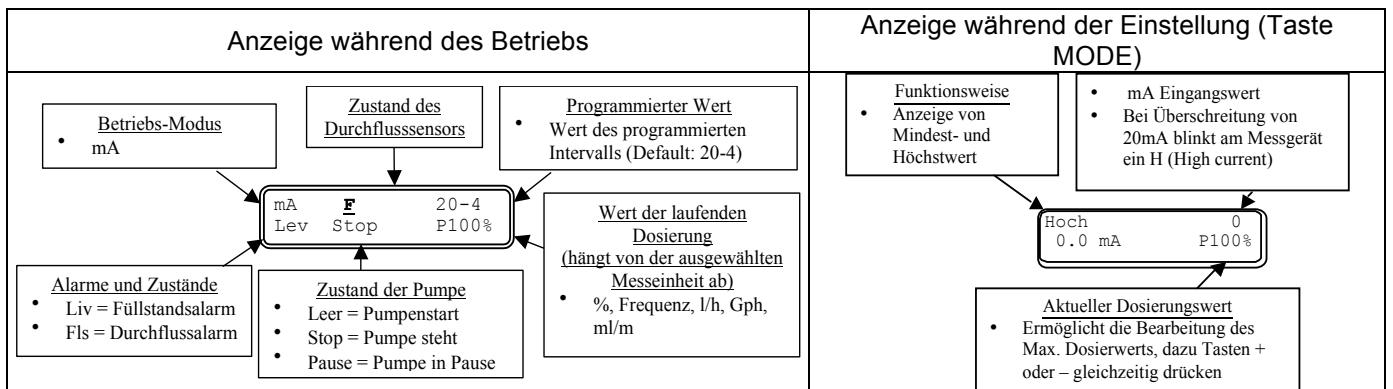 Anzeige während des Betriebs
Anzeige während der Einstellung (Taste
MODE)
Betriebs-Modus
• mA
Zustand des
Durchflusssensors
Programmierter Wert
• Wert des programmierten
Intervalls (Default: 20-4)
mA F 20-4
Lev Stop P100%
Alarme und Zustände
• Liv = Füllstandsalarm
• Fls = Durchflussalarm
Zustand der Pumpe
• Leer = Pumpenstart
• Stop = Pumpe steht
• Pause = Pumpe in Pause
Wert der laufenden
Dosierung
(hängt von der ausgewählten
Messeinheit ab)
• %, Frequenz, l/h, Gph,
ml/m
Funktionsweise
• Anzeige von
Mindest- und
Höchstwert
• mA Eingangswert
• Bei Überschreitung von
20mA blinkt am Messgerät
ein H (High current)
Hoch 0
0.0 mA P100%
Aktueller Dosierungswert
• Ermöglicht die Bearbeitung des
Max. Dosierwerts, dazu Tasten +
oder – gleichzeitig drücken